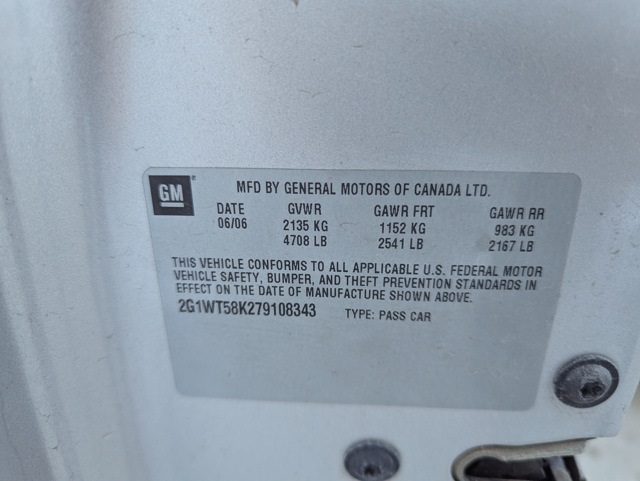 GM ® MFD BY GENERAL MOTORS OF CANADA LTD.
DATE GVWR GAWR FRT GAWR RR
06/06 2135 KG 1152 KG 983 KG
4708 LB 2541 LB 2167 LB
THIS VEHICLE CONFORMS TO ALL APPLICABLE U.S. FEDERAL MOTOR
VEHICLE SAFETY, BUMPER, AND THEFT PREVENTION STANDARDS IN
EFFECT ON THE DATE OF MANUFACTURE SHOWN ABOVE.
2G1WT58K279108343 TYPE: PASS CAR